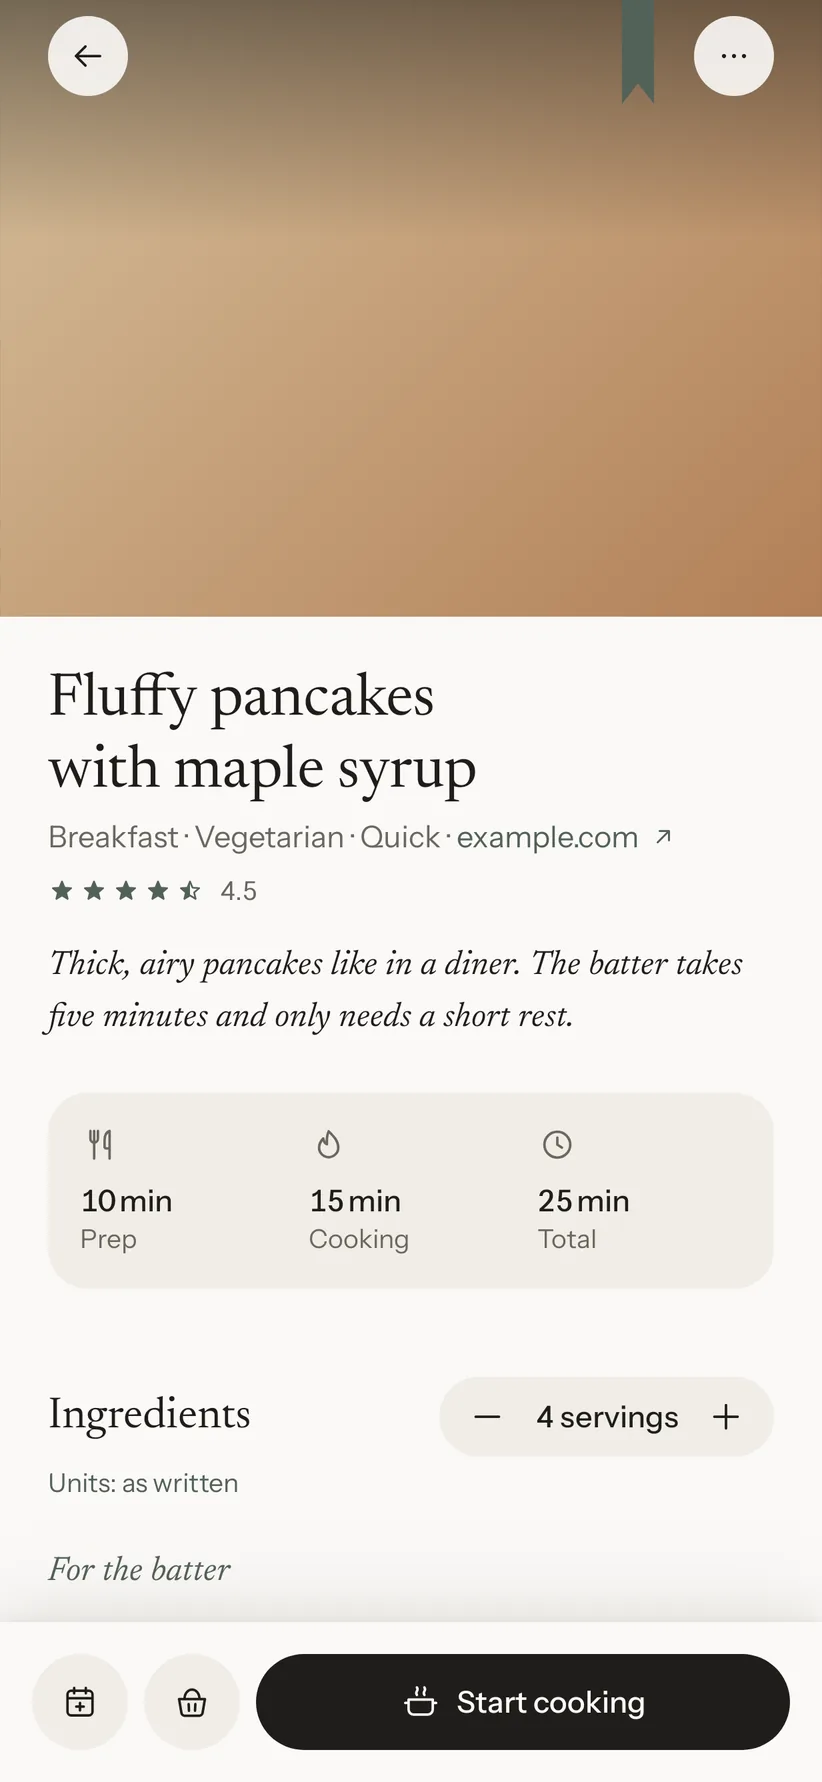 Fluffy pancakes
with maple syrup
Breakfast · Vegetarian · Quick · example.com ↗
4.5
Thick, airy pancakes like in a diner. The batter takes
five minutes and only needs a short rest.
10 min 15 min 25 min
Prep Cooking Total
Ingredients
4 servings
Units: as written
For the batter
Start cooking